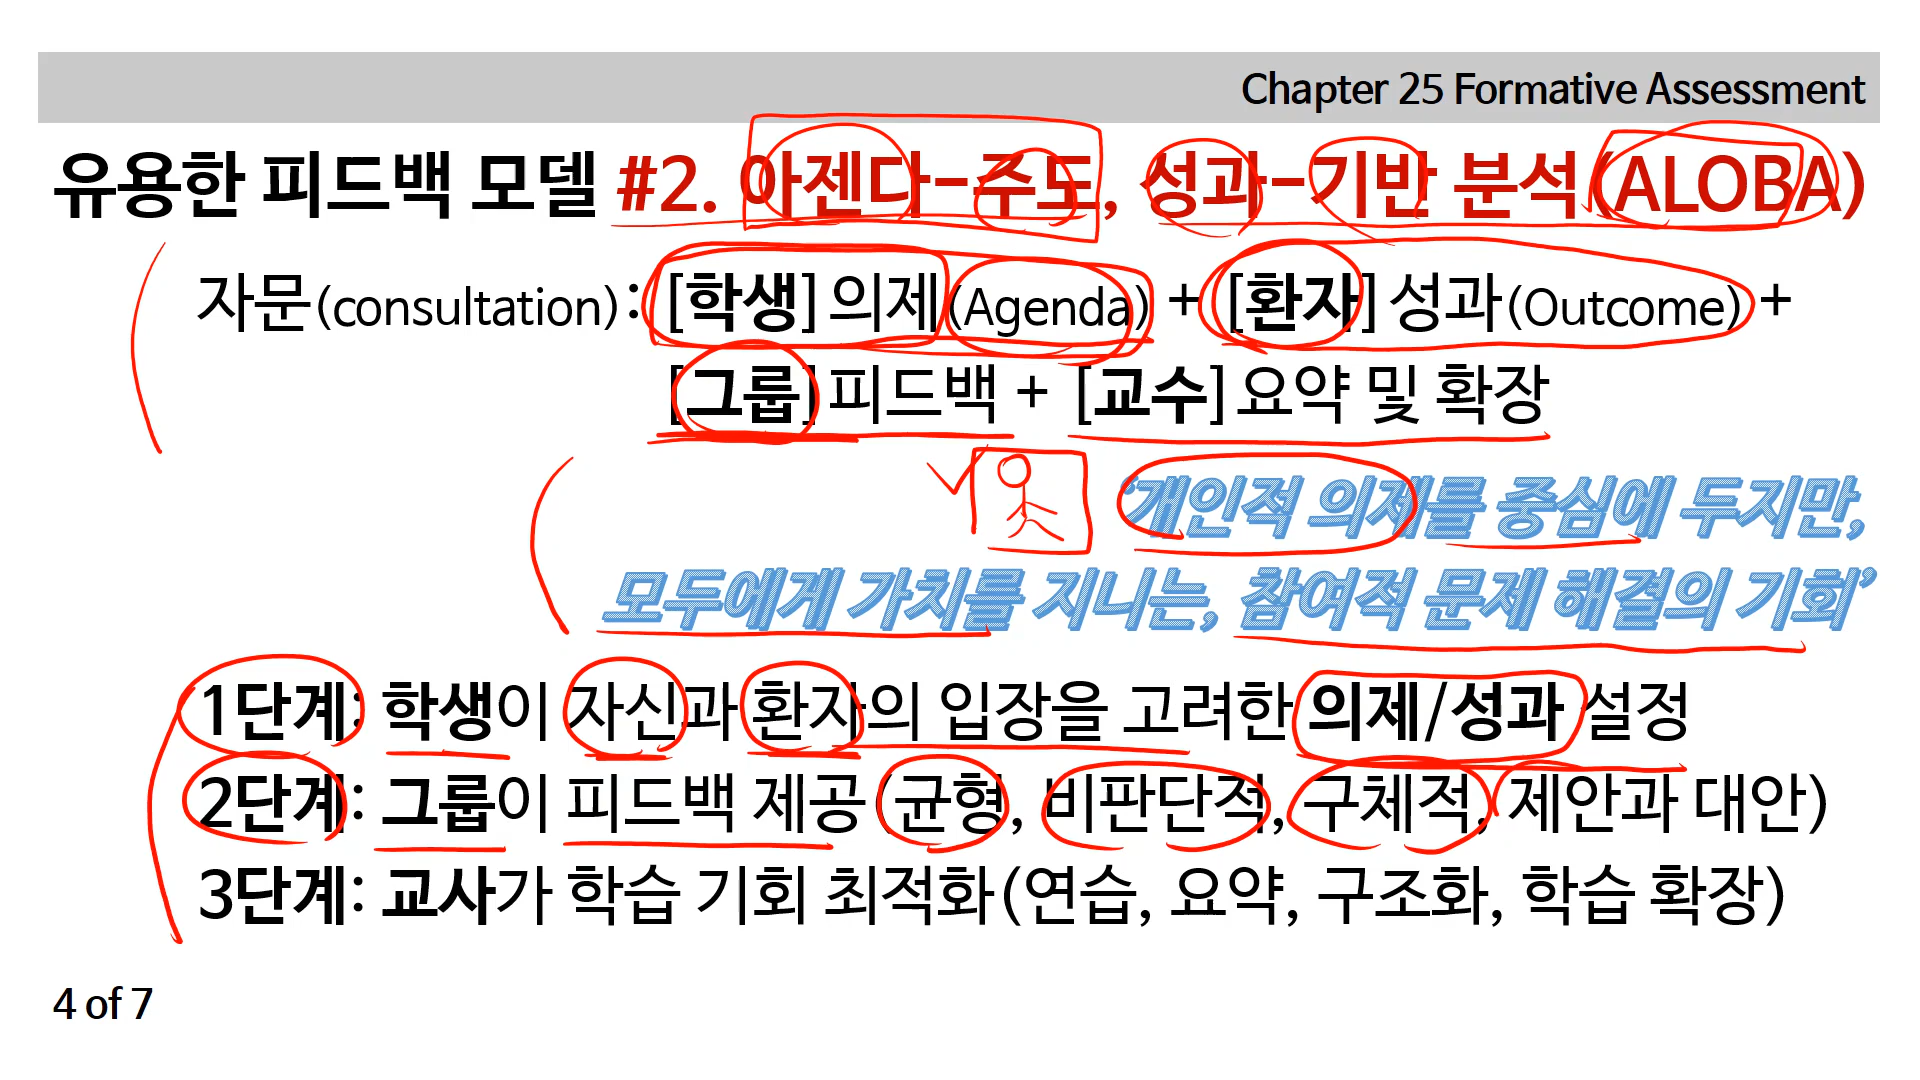 Chapter 25 Formative Assessment
유용한 피드백 모델 #2. 아젠다-주도, 성과-기반 분석(ALOBA)
자문(consultation): [학생] 의제(Agenda) + [환자] 성과(Outcome) +
[그룹] 피드백 + [교수] 요약 및 확장
‘개인적 의제를 중심에 두지만,
모두에게 가치를 지니는, 참여적 문제 해결의 기회’
1단계: 학생이 자신과 환자의 입장을 고려한 의제/성과 설정
2단계: 그룹이 피드백 제공 (균형, 비판단적, 구체적, 제안과 대안)
3단계: 교사가 학습 기회 최적화(연습, 요약, 구조화, 학습 확장)
4 of 7